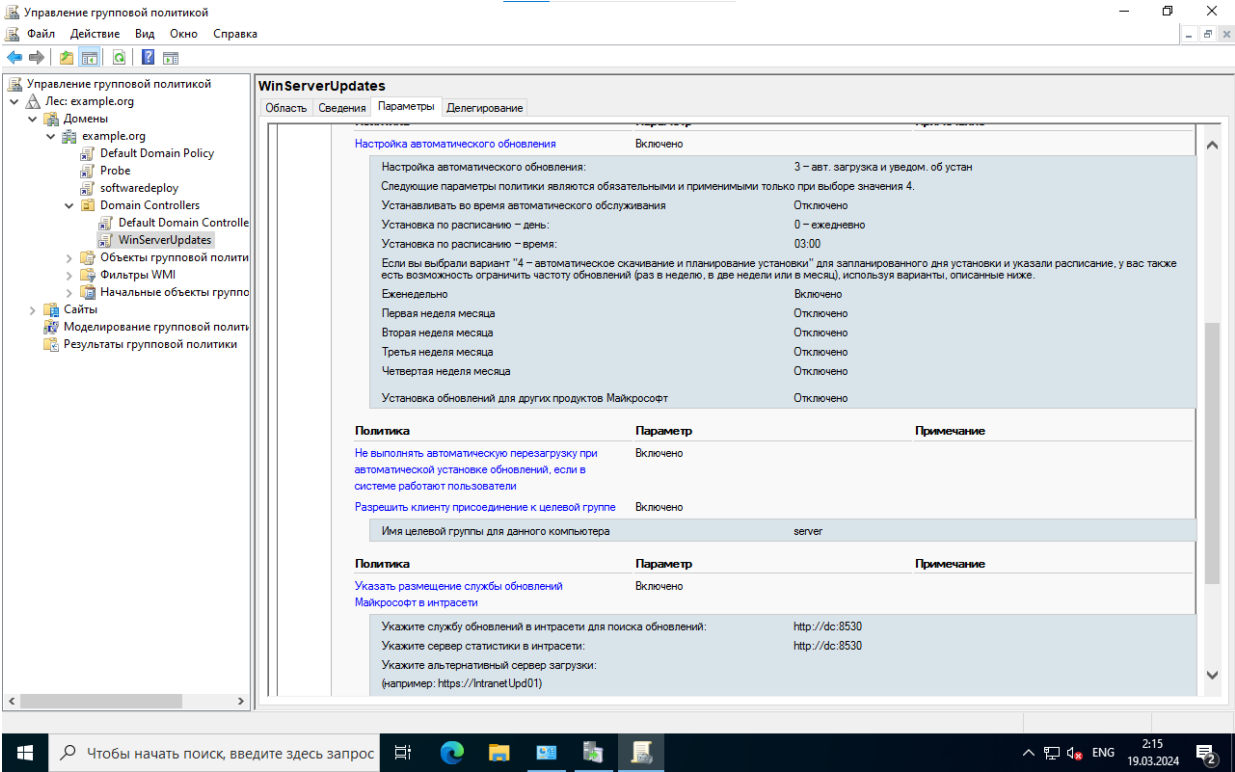 Управление групповой политикой
Файл Действие Вид Окно Справка
Управление групповой политикой
Лес: example.org
Домены
example.org
Default Domain Policy
Probe
softwaredeploy
Domain Controllers
Default Domain Controlle
WinServerUpdates
Объекты групповой полити
Фильтры WMI
Начальные объекты группо
Сайты
Моделирование групповой полити
Результаты групповой политики
WinServerUpdates
Область Сведения Параметры Делегирование
Настройка автоматического обновления Включено
Настройка автоматического обновления: 3 – авт. загрузка и уведом. об устан
Следующие параметры политики являются обязательными и применимыми только при выборе значения 4.
Устанавливать во время автоматического обслуживания Отключено
Установка по расписанию – день: 0 – ежедневно
Установка по расписанию – время: 03:00
Если вы выбрали вариант "4 – автоматическое скачивание и планирование установки" для запланированного дня установки и указали расписание, у вас также
есть возможность ограничить частоту обновлений (раз в неделю, в две недели или в месяц), используя варианты, описанные ниже.
Еженедельно Включено
Первая неделя месяца Отключено
Вторая неделя месяца Отключено
Третья неделя месяца Отключено
Четвертая неделя месяца Отключено
Установка обновлений для других продуктов Майкрософт Отключено
Политика Параметр Примечание
Не выполнять автоматическую перезагрузку при Включено
автоматической установке обновлений, если в
системе работают пользователи
Разрешить клиенту присоединение к целевой группе Включено
Имя целевой группы для данного компьютера server
Политика Параметр Примечание
Указать размещение службы обновлений Включено
Майкрософт в интрасети
Укажите службу обновлений в интрасети для поиска обновлений: http://dc:8530
Укажите сервер статистики в интрасети: http://dc:8530
Укажите альтернативный сервер загрузки:
(например: https://IntranetUpd01)
Чтобы начать поиск, введите здесь запрос
ENG
2:15
19.03.2024
2